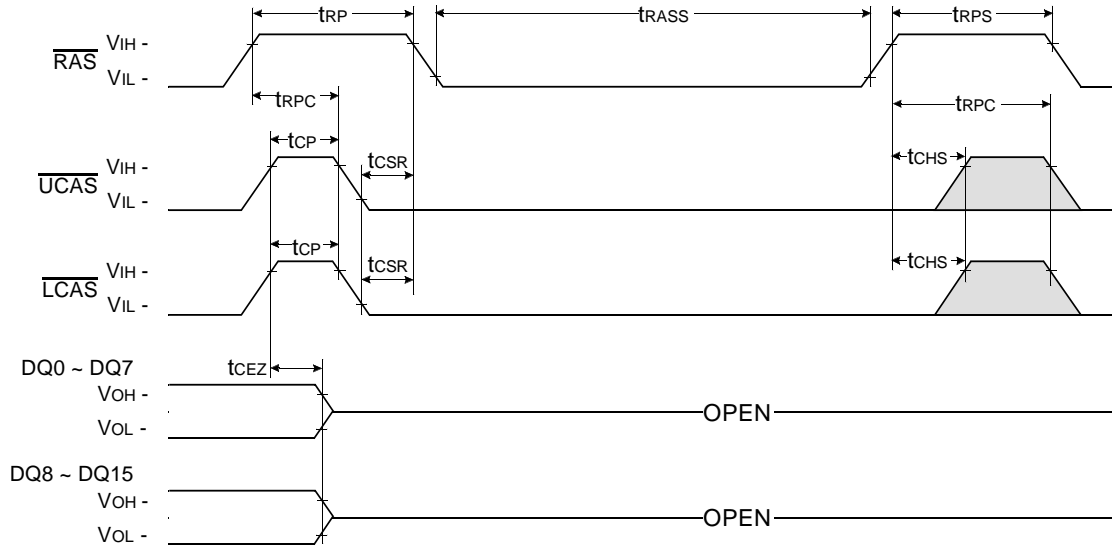 tRP
tRASS
tRPS
RAS
VIH -
VIL -
tRPC
tRPC
tCP
tCSR
tCHS
UCAS
VIH -
VIL -
tCP
tCSR
tCHS
LCAS
VIH -
VIL -
DQ0 ~ DQ7
tCEZ
VOH -
VOL -
OPEN
DQ8 ~ DQ15
VOH -
VOL -
OPEN